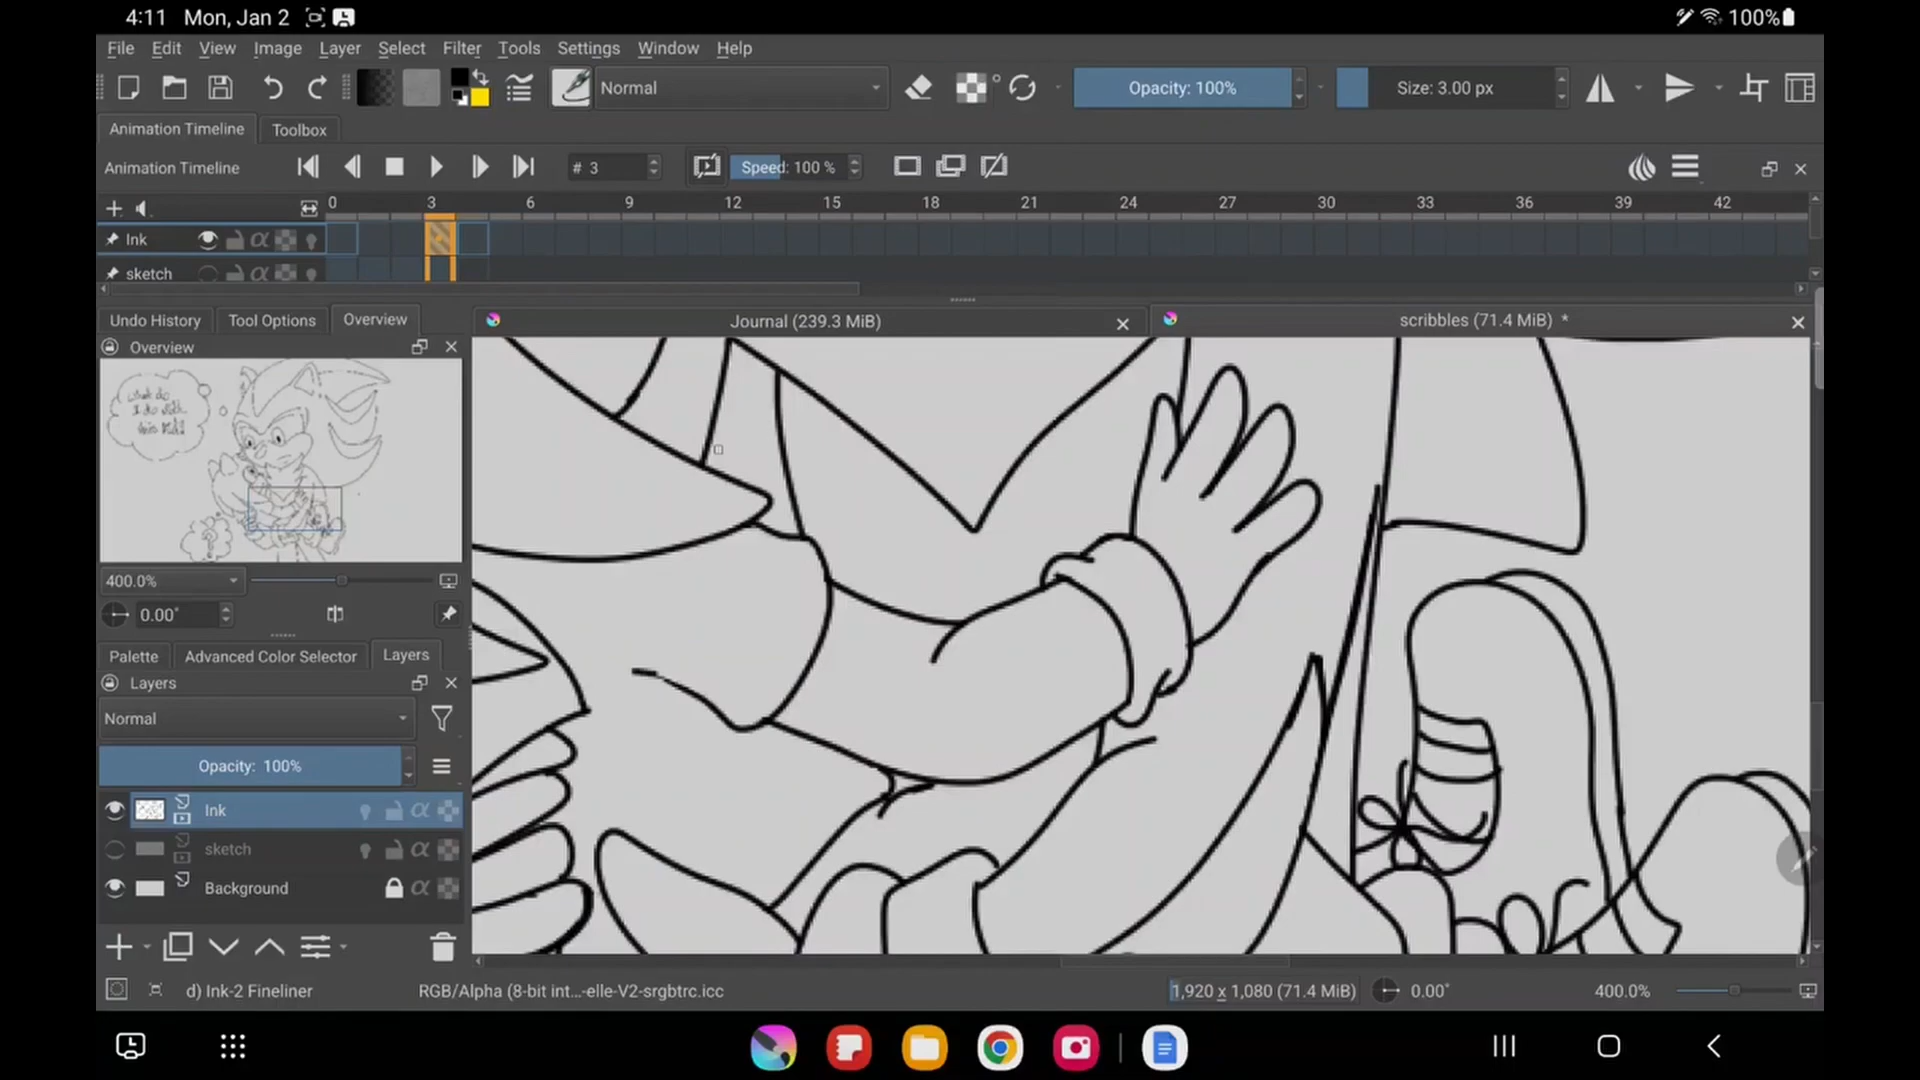 4:11 Mon, Jan 2 100%
File Edit View Image Layer Select Filter Tools Settings Window Help
Normal Opacity: 100% Size: 3.00 px
Animation Timeline Toolbox
Animation Timeline # 3 Speed: 100 %
0 3 6 9 12 15 18 21 24 27 30 33 36 39 42
Ink α
sketch α
Undo History Tool Options Overview
Journal (239.3 MiB) scribbles (71.4 MiB) *
Overview
what do
I do with
this
400.0%
0.00°
Palette Advanced Color Selector Layers
Layers
Normal
Opacity: 100%
Ink α
sketch α
Background α
d) Ink-2 Fineliner RGB/Alpha (8-bit int...-elle-V2-srgbtrc.icc 1,920 x 1,080 (71.4 MiB) 0.00° 400.0%